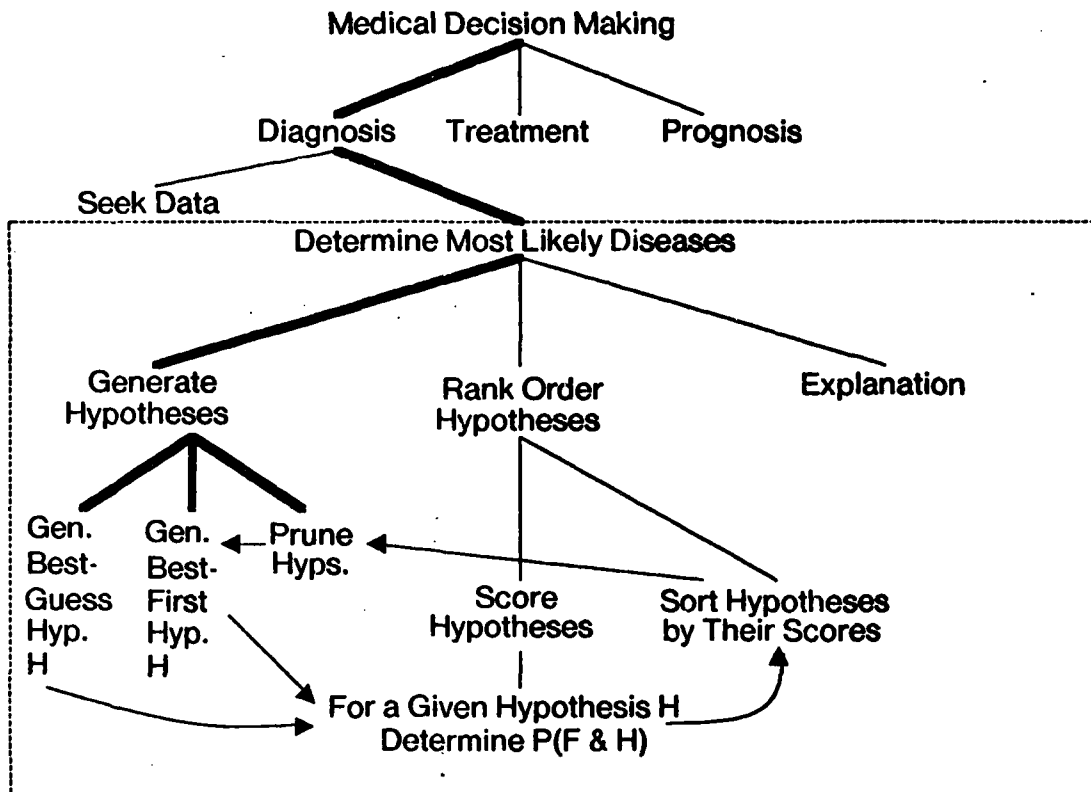 Medical Decision Making
Diagnosis
Treatment
Prognosis
Seek Data
Determine Most Likely Diseases
Generate
Hypotheses
Rank Order
Hypotheses
Explanation
Gen.
Best-
Guess
Hyp.
H
Gen.
Best-
First
Hyp.
H
Prune
Hyps.
Score
Hypotheses
Sort Hypotheses
by Their Scores
For a Given Hypothesis H
Determine P(F & H)